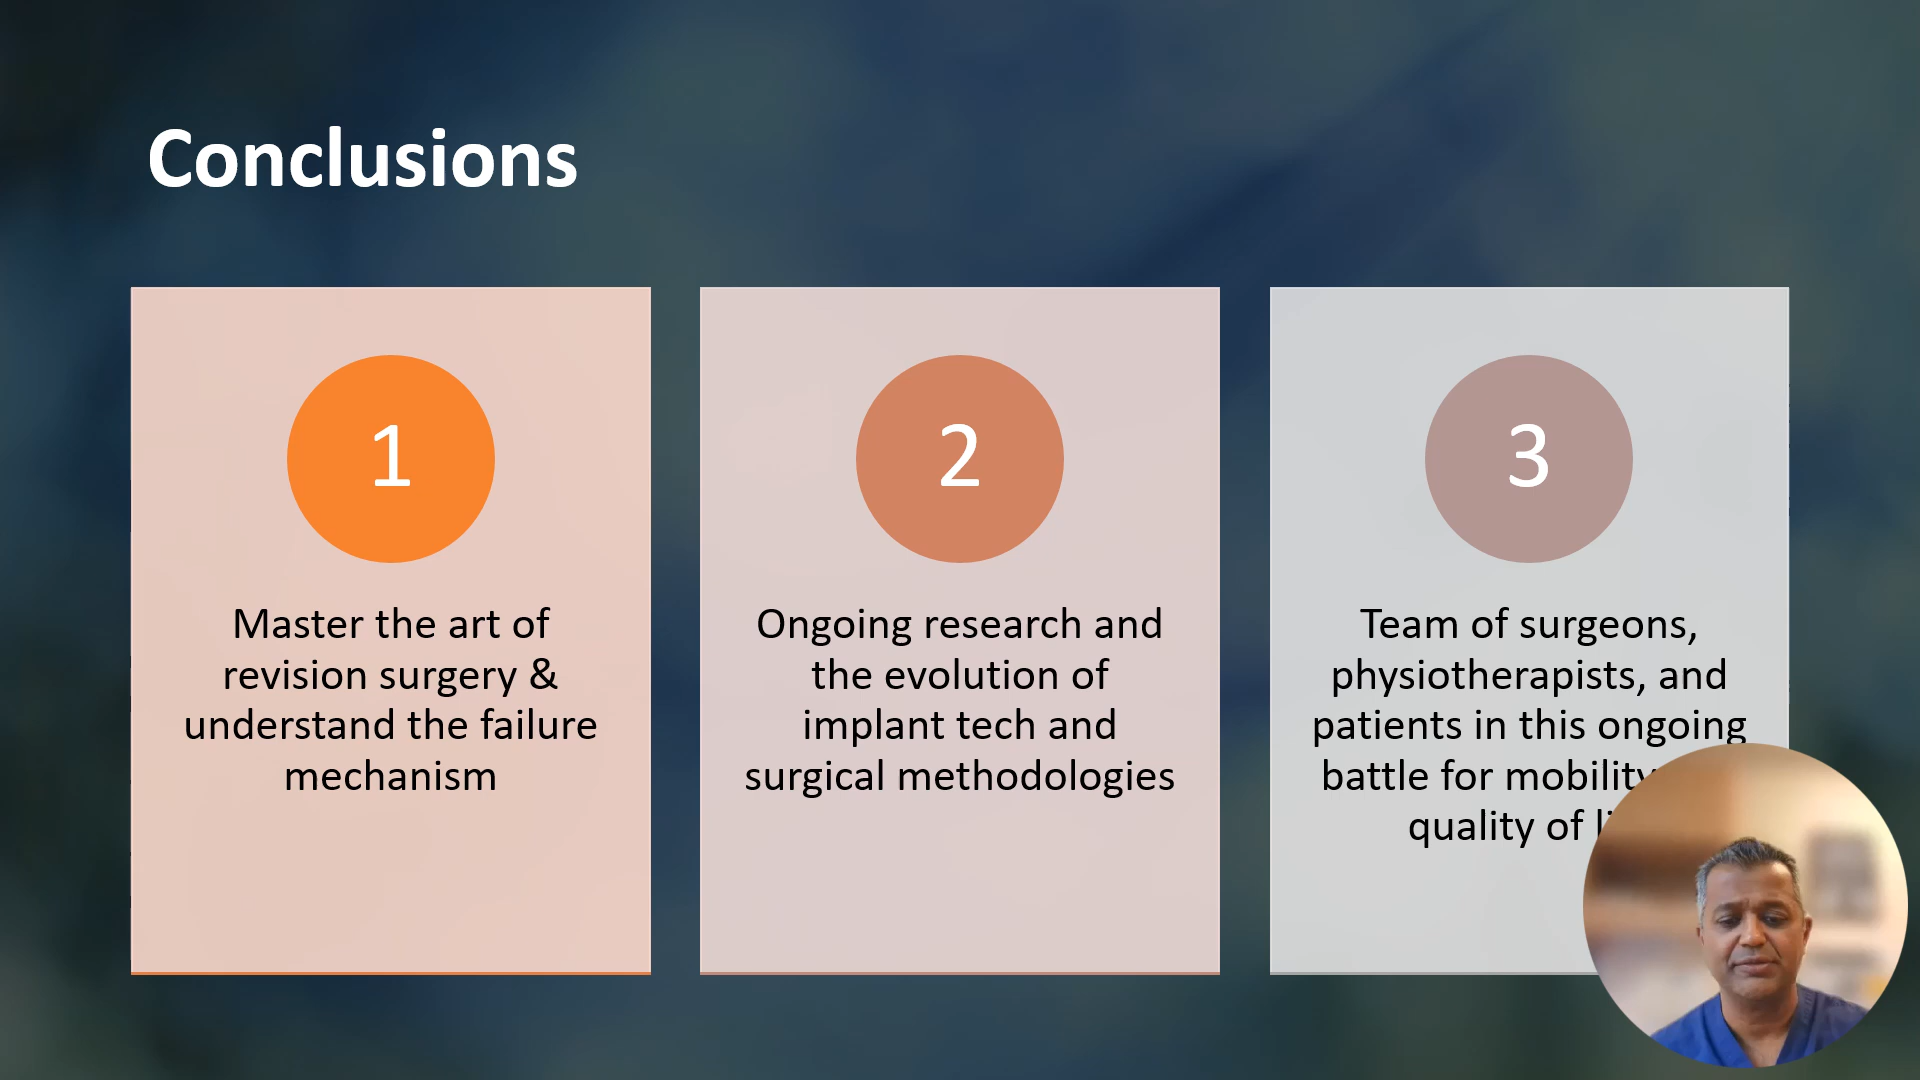 Conclusions
1
Master the art of
revision surgery &
understand the failure
mechanism
2
Ongoing research and
the evolution of
implant tech and
surgical methodologies
3
Team of surgeons,
physiotherapists, and
patients in this ongoing
battle for mobility
quality of